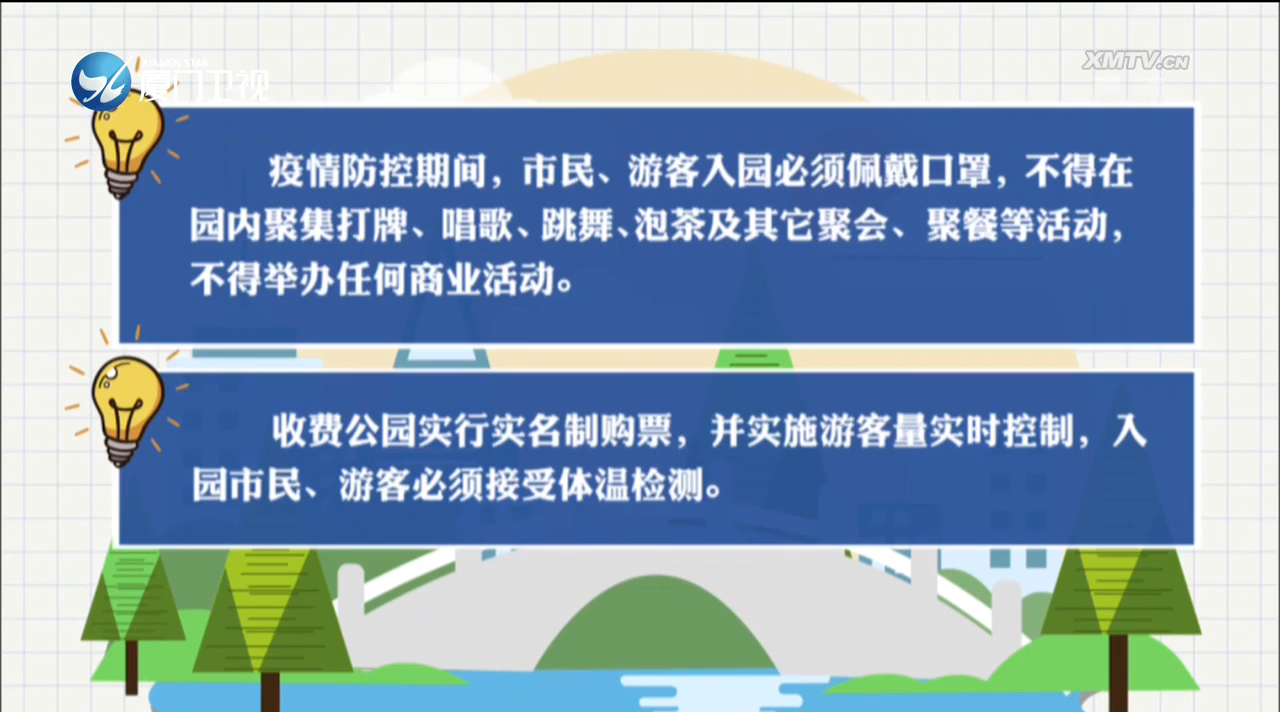 XIAMEN STAR
厦门卫视
XMTV.CN
疫情防控期间，市民、游客入园必须佩戴口罩，不得在
园内聚集打牌、唱歌、跳舞、泡茶及其它聚会、聚餐等活动，
不得举办任何商业活动。
收费公园实行实名制购票，并实施游客量实时控制，入
园市民、游客必须接受体温检测。